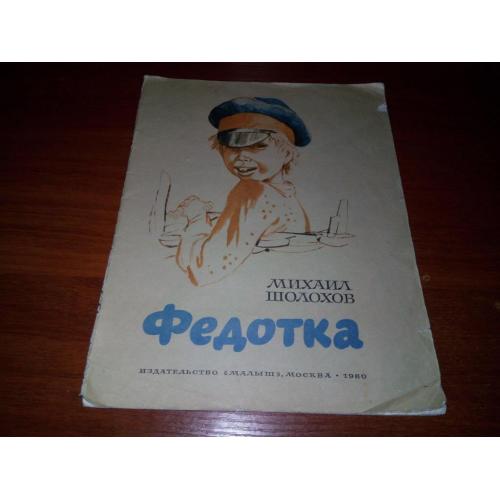 МИХАИЛ
ШОЛОХОВ
Федотка
ИЗДАТЕЛЬСТВО «МАЛЫШ», МОСКВА • 1980